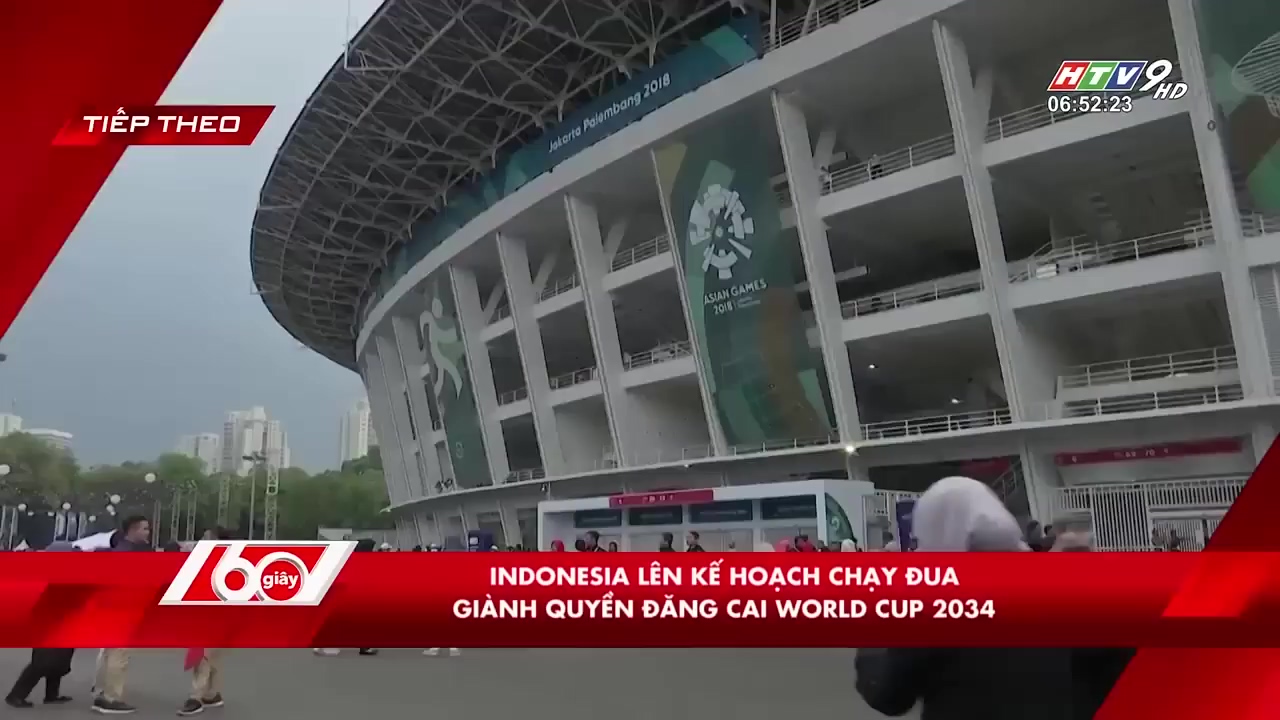 HTV9
HD
06:52:23
TIẾP THEO
Jakarta Palembang 2018
ASIAN GAMES
2018
60 giây
INDONESIA LÊN KẾ HOẠCH CHẠY ĐUA
GIÀNH QUYỀN ĐĂNG CAI WORLD CUP 2034